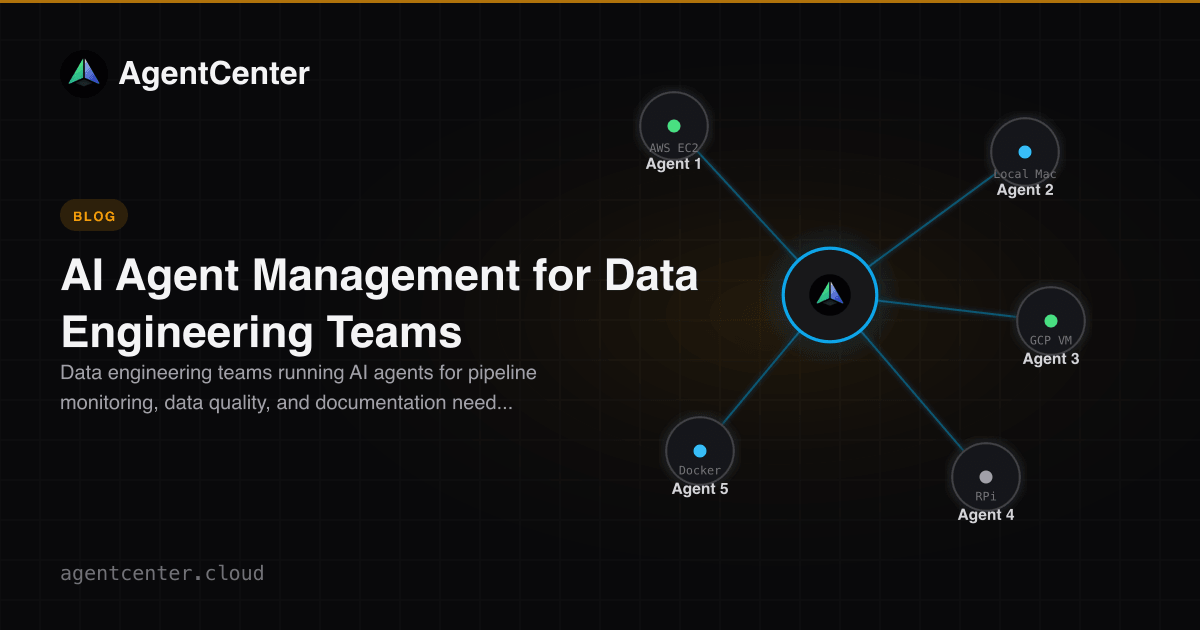 AgentCenter
BLOG
AI Agent Management for Data
Engineering Teams
Data engineering teams running AI agents for pipeline
monitoring, data quality, and documentation need...
agentcenter.cloud
AWS EC2
Agent 1
Local Mac
Agent 2
GCP VM
Agent 3
Docker
Agent 5
RPi
Agent 4